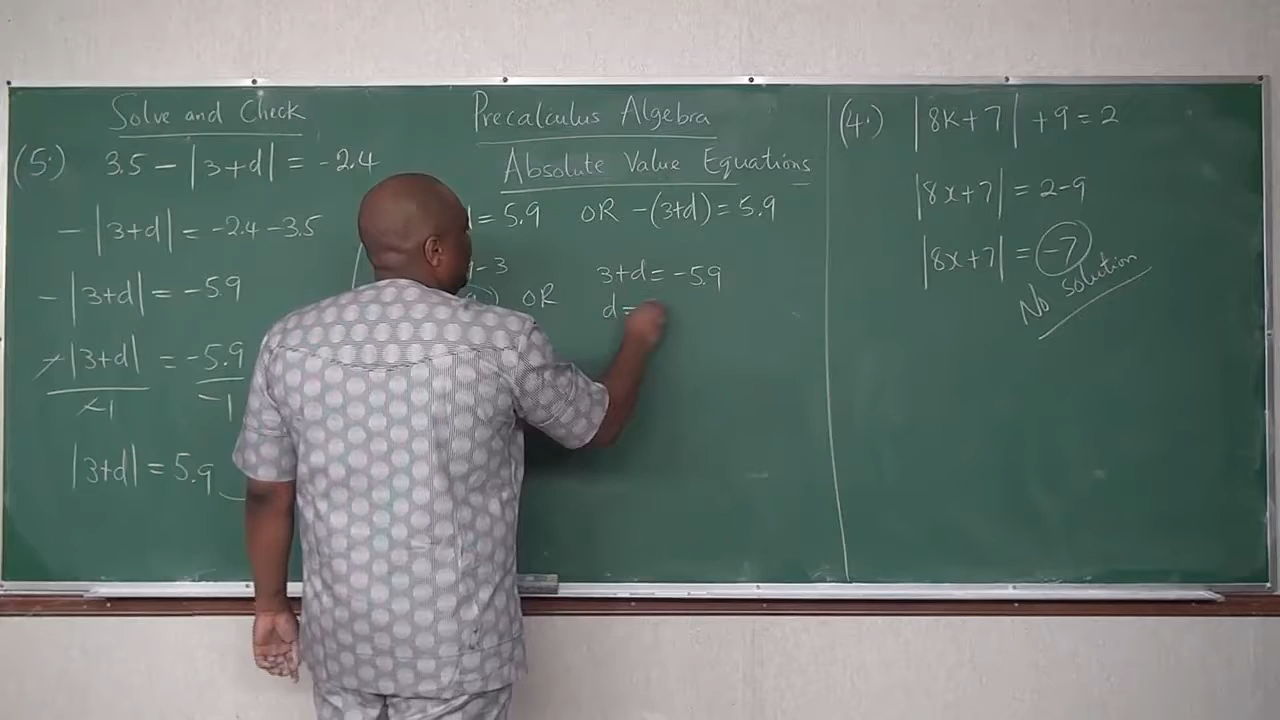 Solve and Check
(5.) 3.5 - |3+d| = -2.4
- |3+d| = -2.4 - 3.5
- |3+d| = -5.9
-|3+d| / -1 = -5.9 / -1
|3+d| = 5.9
Precalculus Algebra
Absolute Value Equations
= 5.9 OR -(3+d) = 5.9
-3
OR
3+d = -5.9
d =
(4.) |8k+7| + 9 = 2
|8x+7| = 2-9
|8x+7| = -7
No solution